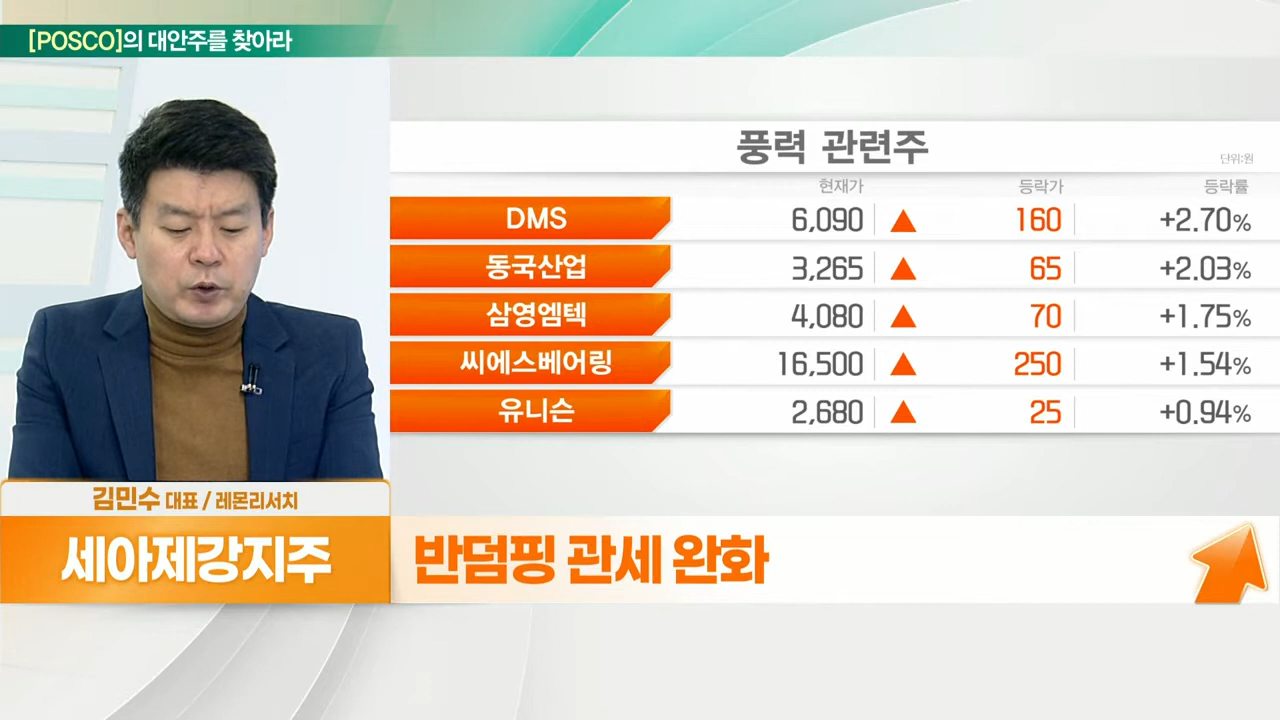 [POSCO]의 대안주를 찾아라
풍력 관련주
단위:원
현재가 등락가 등락률
DMS 6,090 ▲ 160 +2.70%
동국산업 3,265 ▲ 65 +2.03%
삼영엠텍 4,080 ▲ 70 +1.75%
씨에스베어링 16,500 ▲ 250 +1.54%
유니슨 2,680 ▲ 25 +0.94%
김민수 대표 / 레몬리서치
세아제강지주 반덤핑 관세 완화